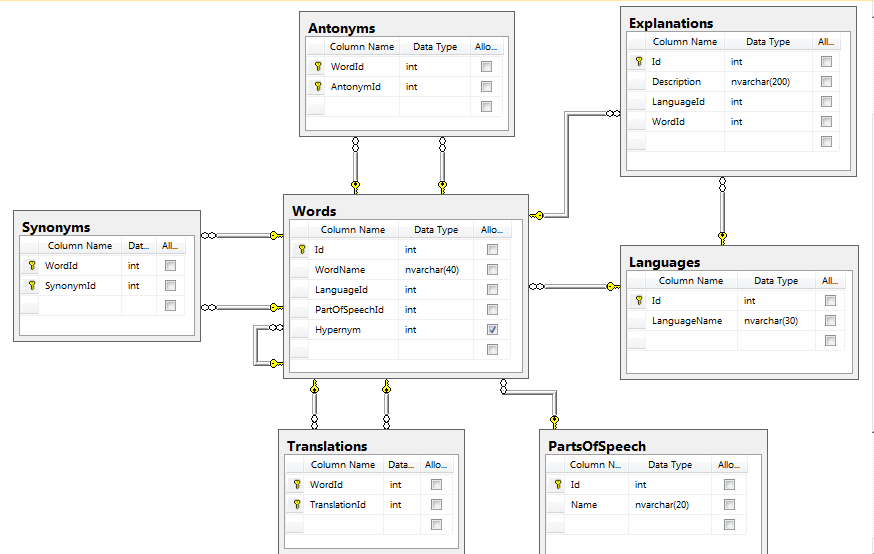 Antonyms
Column Name Data Type Allo...
WordId int
AntonymId int
Explanations
Column Name Data Type All...
Id int
Description nvarchar(200)
LanguageId int
WordId int
Synonyms
Column Name Dat... All...
WordId int
SynonymId int
Words
Column Name Data Type Allo...
Id int
WordName nvarchar(40)
LanguageId int
PartOfSpeechId int
Hypernym int
Languages
Column Name Data Type All...
Id int
LanguageName nvarchar(30)
Translations
Column Name Data... Allo...
WordId int
TranslationId int
PartsOfSpeech
Column N... Data Type Allo...
Id int
Name nvarchar(20)